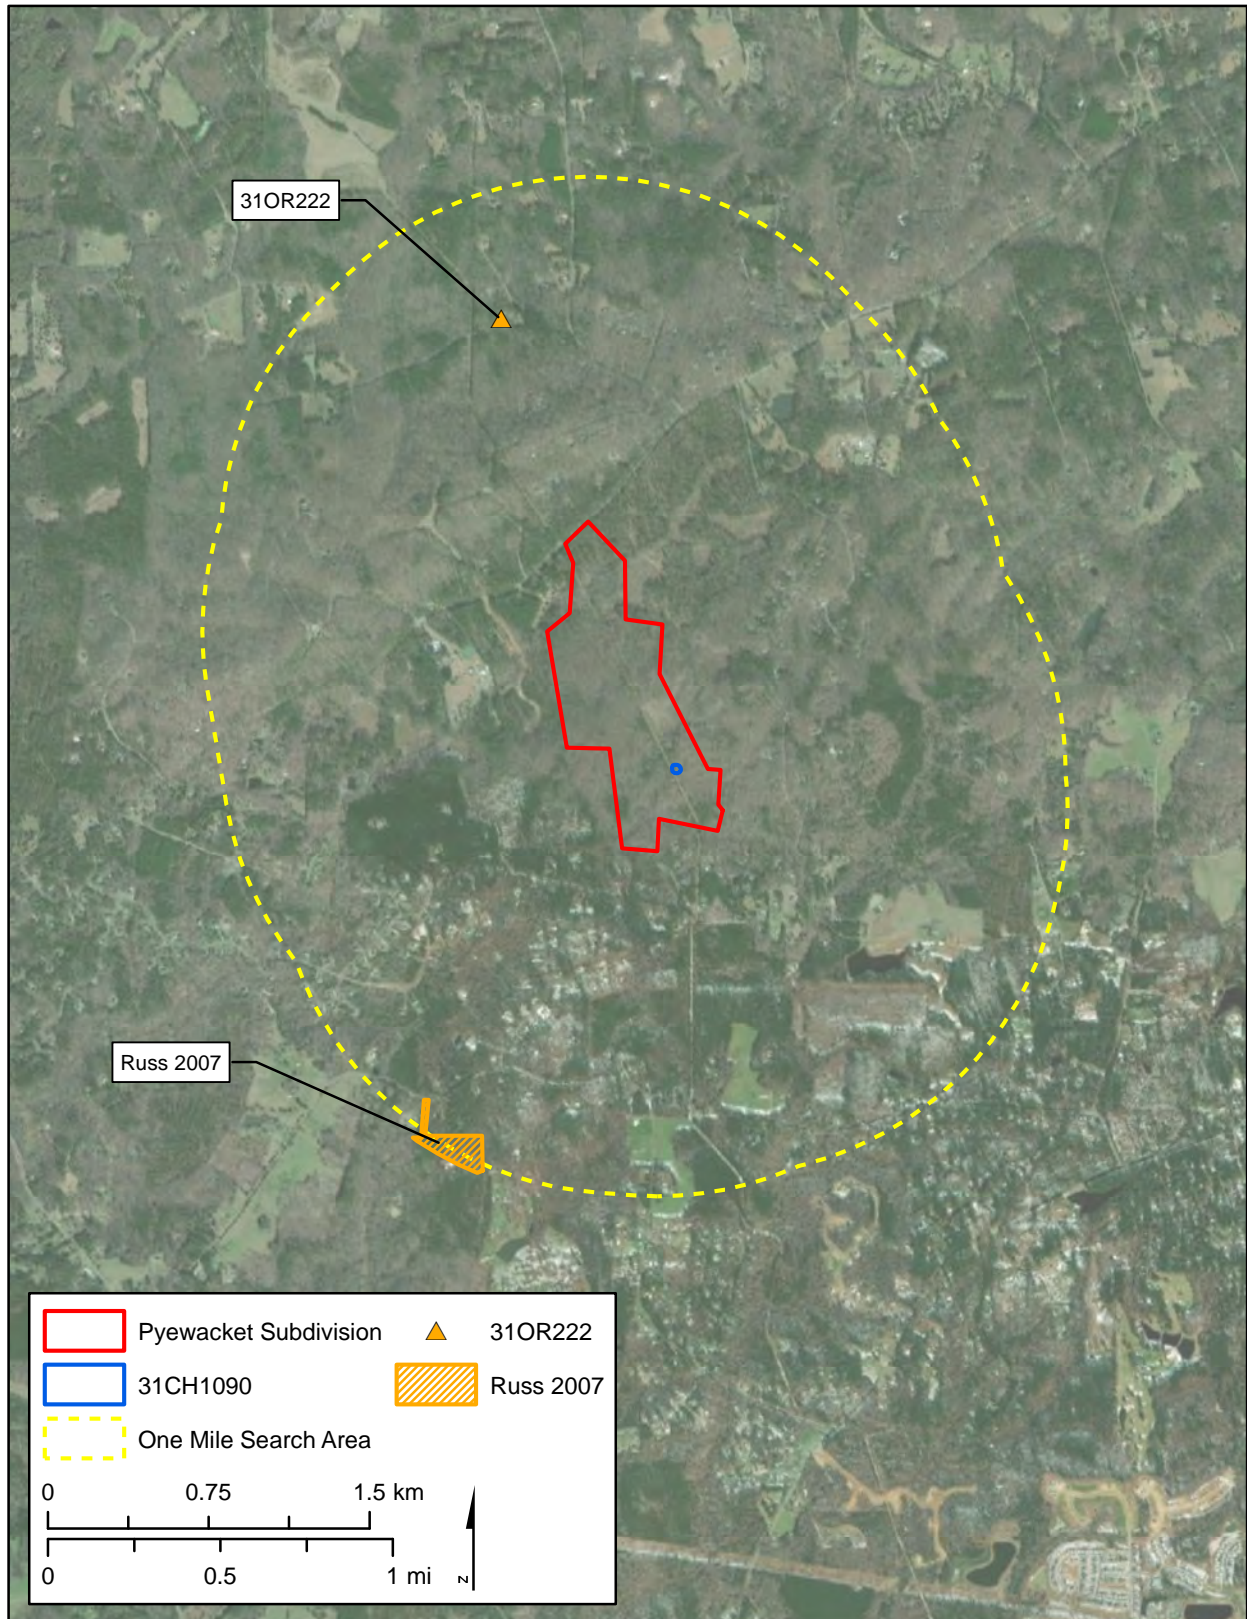 31OR222
Russ 2007
Pyewacket Subdivision
31OR222
31CH1090
Russ 2007
One Mile Search Area
0 0.75 1.5 km
0 0.5 1 mi
N